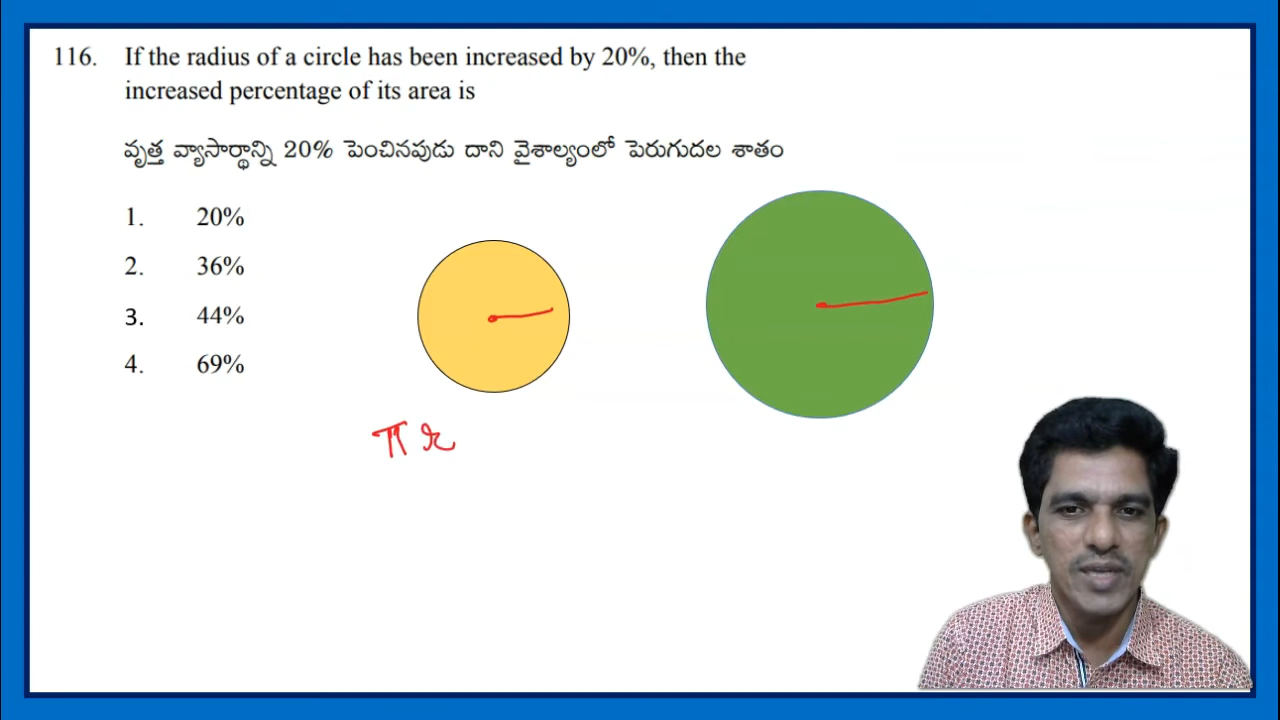 116. If the radius of a circle has been increased by 20%, then the
increased percentage of its area is
వృత్త వ్యాసార్థాన్ని 20% పెంచినపుడు దాని వైశాల్యంలో పెరుగుదల శాతం
1. 20%
2. 36%
3. 44%
4. 69%
π r